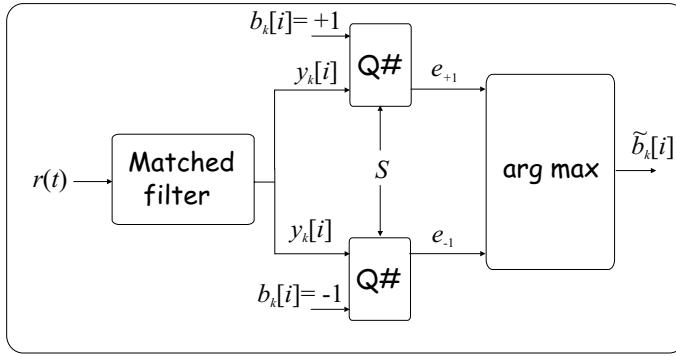 b_k[i]= +1
Q#
y_k[i]
e_{+1}
r(t)
Matched
filter
S
arg max
b̃_k[i]
y_k[i]
e_{-1}
Q#
b_k[i]= -1